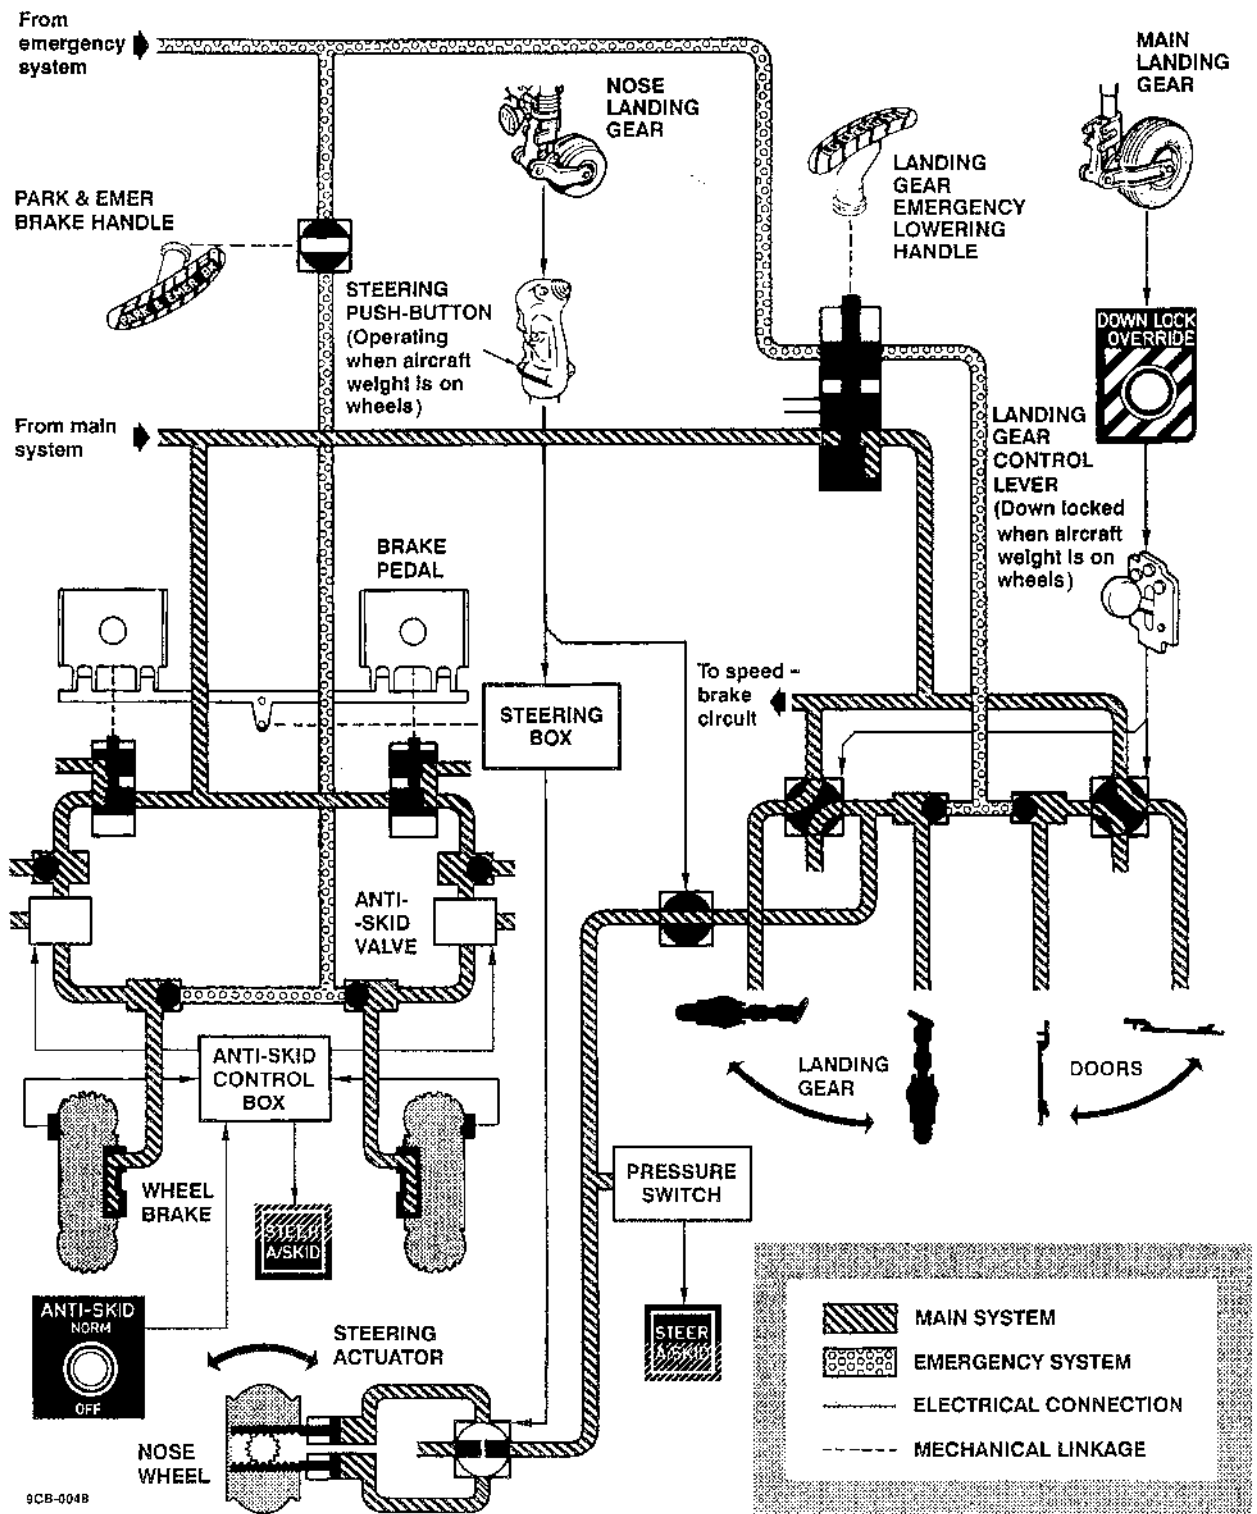 From
emergency
system
NOSE
LANDING
GEAR
MAIN
LANDING
GEAR
LANDING
GEAR
EMERGENCY
LOWERING
HANDLE
PARK & EMER
BRAKE HANDLE
PARK & EMER BK
STEERING
PUSH-BUTTON
(Operating
when aircraft
weight is on
wheels)
DOWN LOCK
OVERRIDE
From main
system
LANDING
GEAR
CONTROL
LEVER
(Down locked
when aircraft
weight is on
wheels)
BRAKE
PEDAL
STEERING
BOX
To speed -
brake
circuit
ANTI-
-SKID
VALVE
ANTI-SKID
CONTROL
BOX
LANDING
GEAR
DOORS
WHEEL
BRAKE
STEER
A/SKID
PRESSURE
SWITCH
STEER
A/SKID
ANTI-SKID
NORM
OFF
STEERING
ACTUATOR
NOSE
WHEEL
MAIN SYSTEM
EMERGENCY SYSTEM
ELECTRICAL CONNECTION
MECHANICAL LINKAGE
9CB-004B